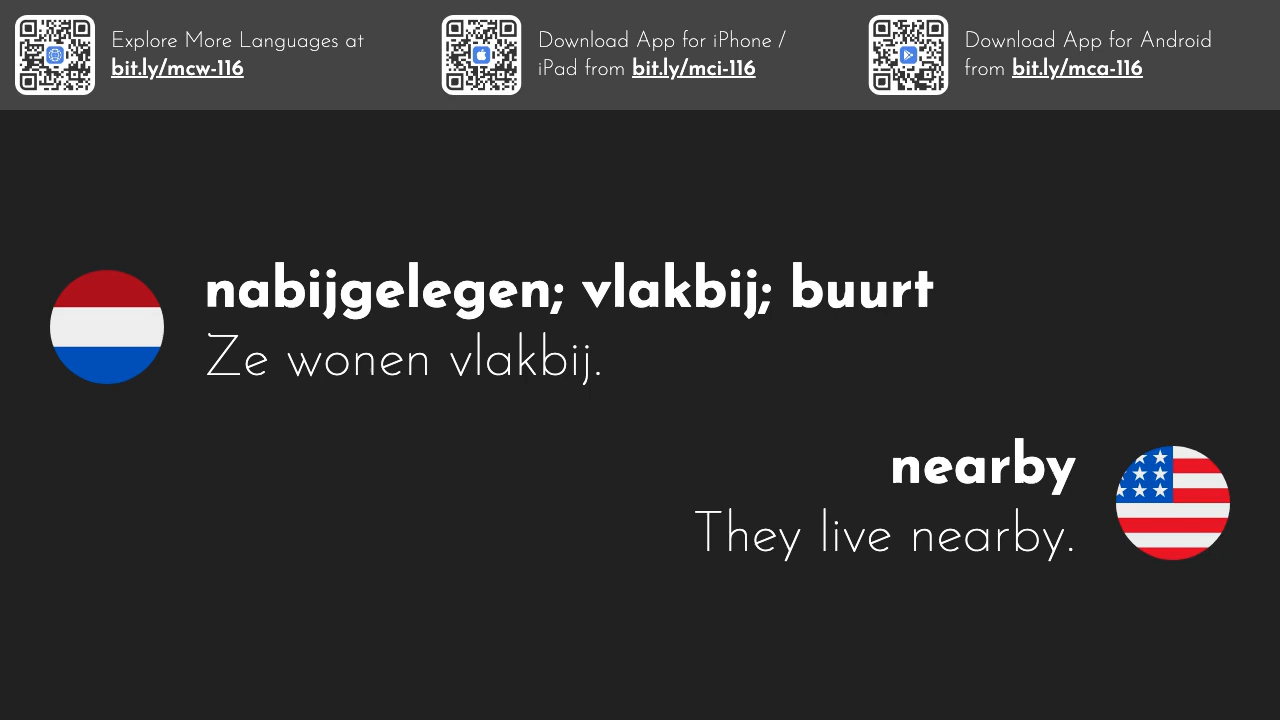 Explore More Languages at
bit.ly/mcw-116
Download App for iPhone /
iPad from bit.ly/mci-116
Download App for Android
from bit.ly/mca-116
nabijgelegen; vlakbij; buurt
Ze wonen vlakbij.
nearby
They live nearby.